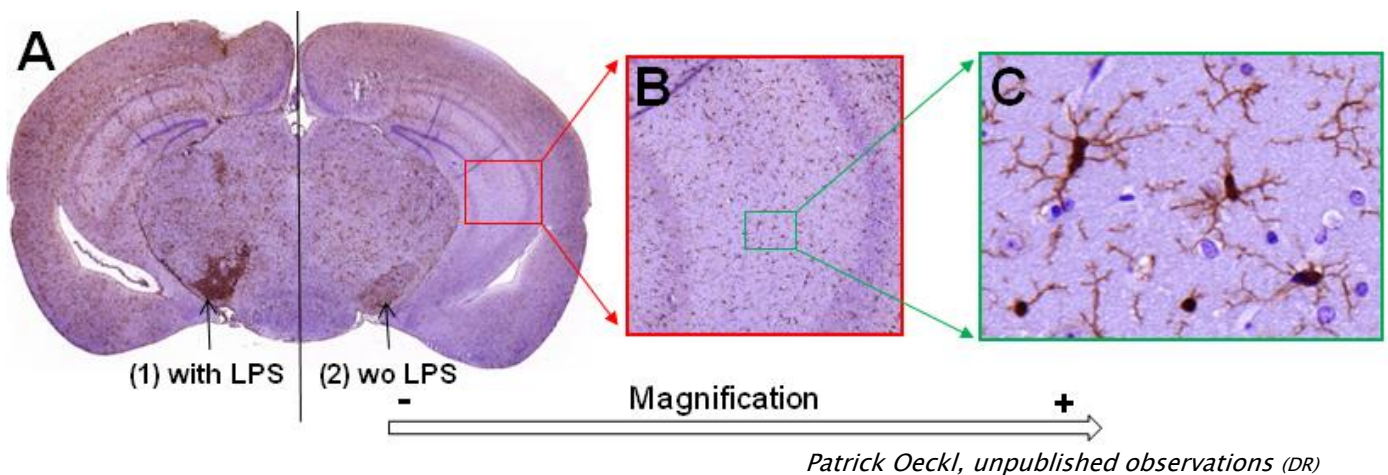 A
B
C
(1) with LPS
(2) wo LPS
-
Magnification
+
Patrick Oeckl, unpublished observations (DR)